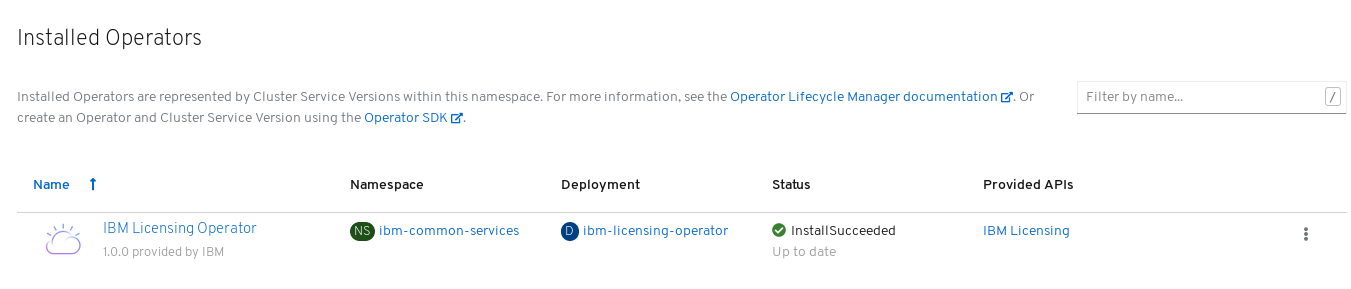 Installed Operators
Installed Operators are represented by Cluster Service Versions within this namespace. For more information, see the Operator Lifecycle Manager documentation. Or
create an Operator and Cluster Service Version using the Operator SDK.
Filter by name...
/
Name Namespace Deployment Status Provided APIs
IBM Licensing Operator NS ibm-common-services D ibm-licensing-operator InstallSucceeded IBM Licensing
1.0.0 provided by IBM Up to date